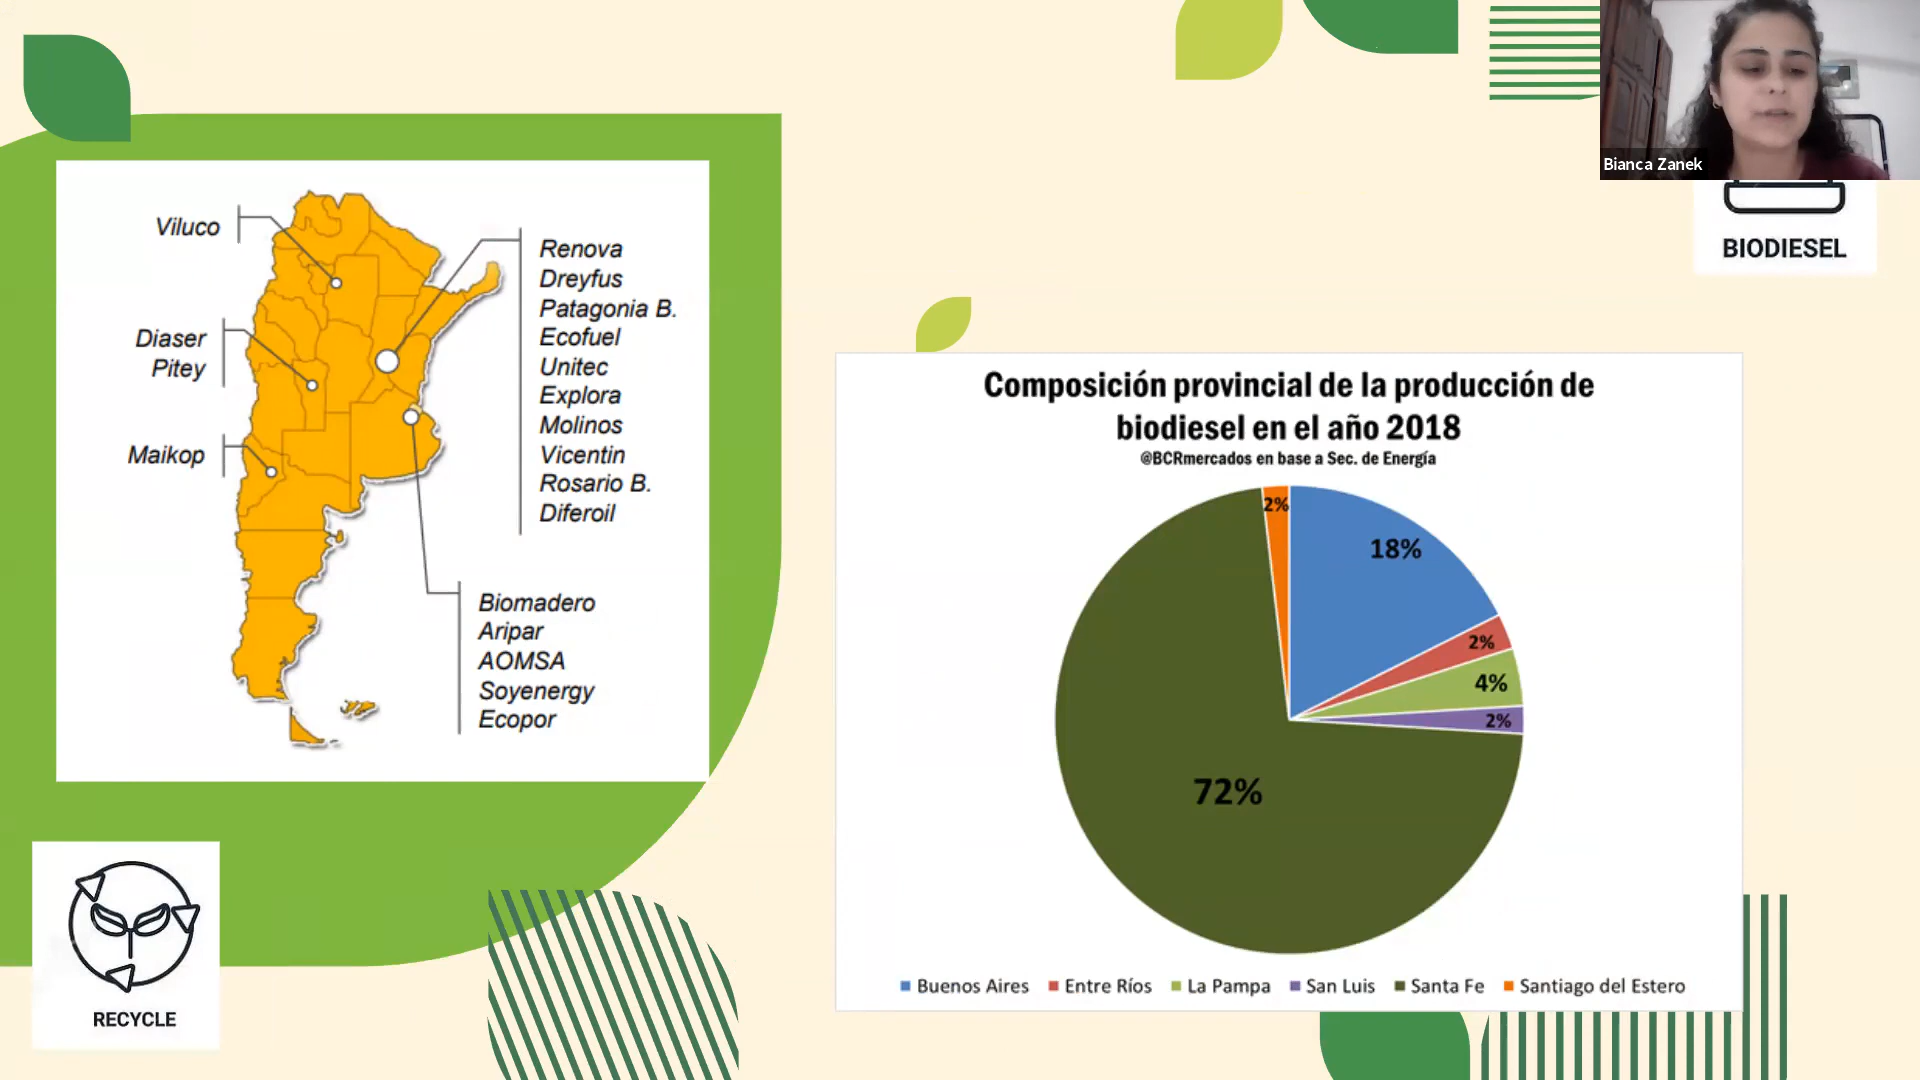 Bianca Zanek
BIODIESEL
Viluco
Diaser
Pitey
Maikop
Renova
Dreyfus
Patagonia B.
Ecofuel
Unitec
Explora
Molinos
Vicentin
Rosario B.
Diferoil
Biomadero
Aripar
AOMSA
Soyenergy
Ecopor
RECYCLE
Composición provincial de la producción de
biodiesel en el año 2018
@BCRmercados en base a Sec. de Energía
2%
18%
2%
4%
2%
72%
Buenos Aires Entre Ríos La Pampa San Luis Santa Fe Santiago del Estero